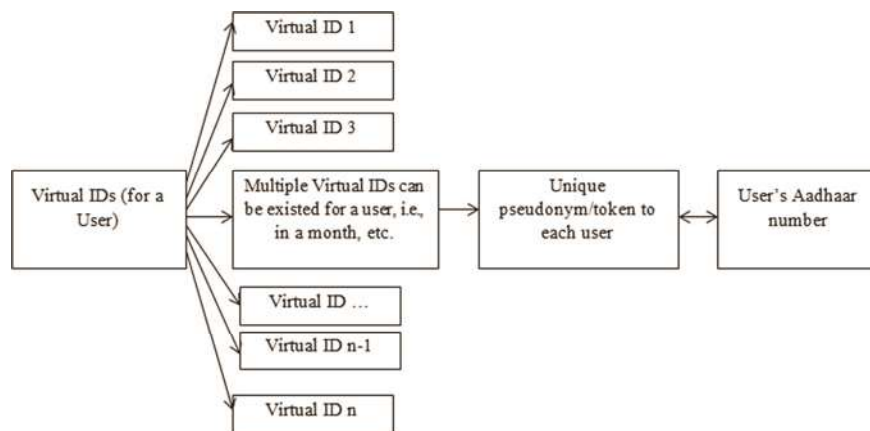 Virtual ID 1
Virtual ID 2
Virtual ID 3
Virtual IDs (for a
User)
Multiple Virtual IDs can
be existed for a user, i.e.,
in a month, etc.
Unique
pseudonym/token to
each user
User's Aadhaar
number
Virtual ID ...
Virtual ID n-1
Virtual ID n